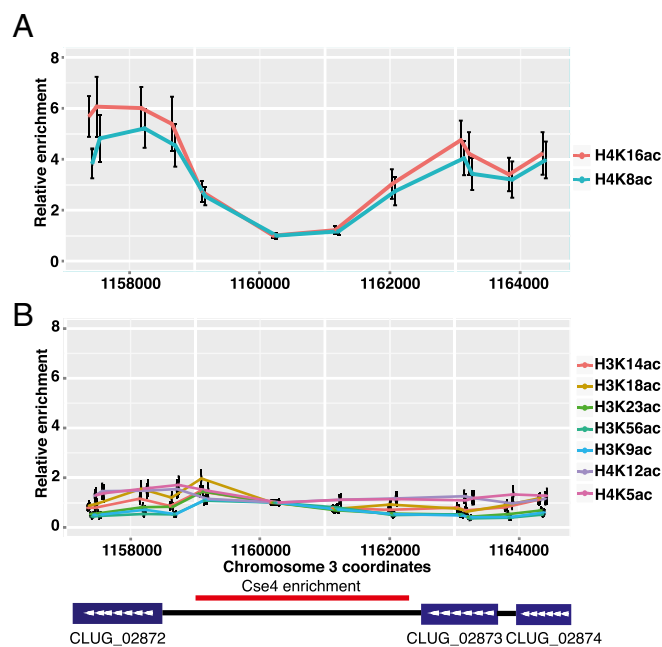 A
Relative enrichment
8
6
4
2
0
1158000 1160000 1162000 1164000
H4K16ac
H4K8ac
B
Relative enrichment
8
6
4
2
0
1158000 1160000 1162000 1164000
Chromosome 3 coordinates
H3K14ac
H3K18ac
H3K23ac
H3K56ac
H3K9ac
H4K12ac
H4K5ac
Cse4 enrichment
CLUG_02872 CLUG_02873 CLUG_02874